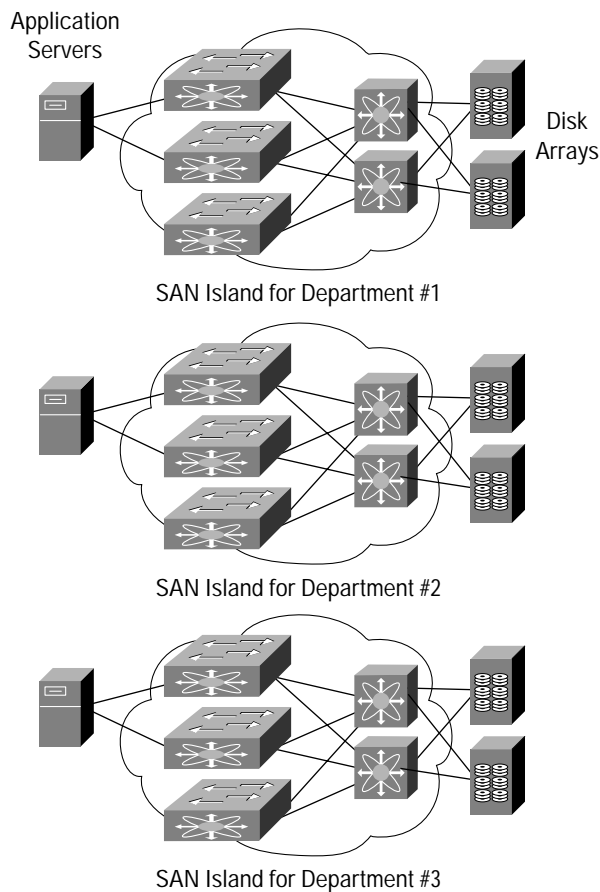 Application
Servers
Disk
Arrays
SAN Island for Department #1
SAN Island for Department #2
SAN Island for Department #3